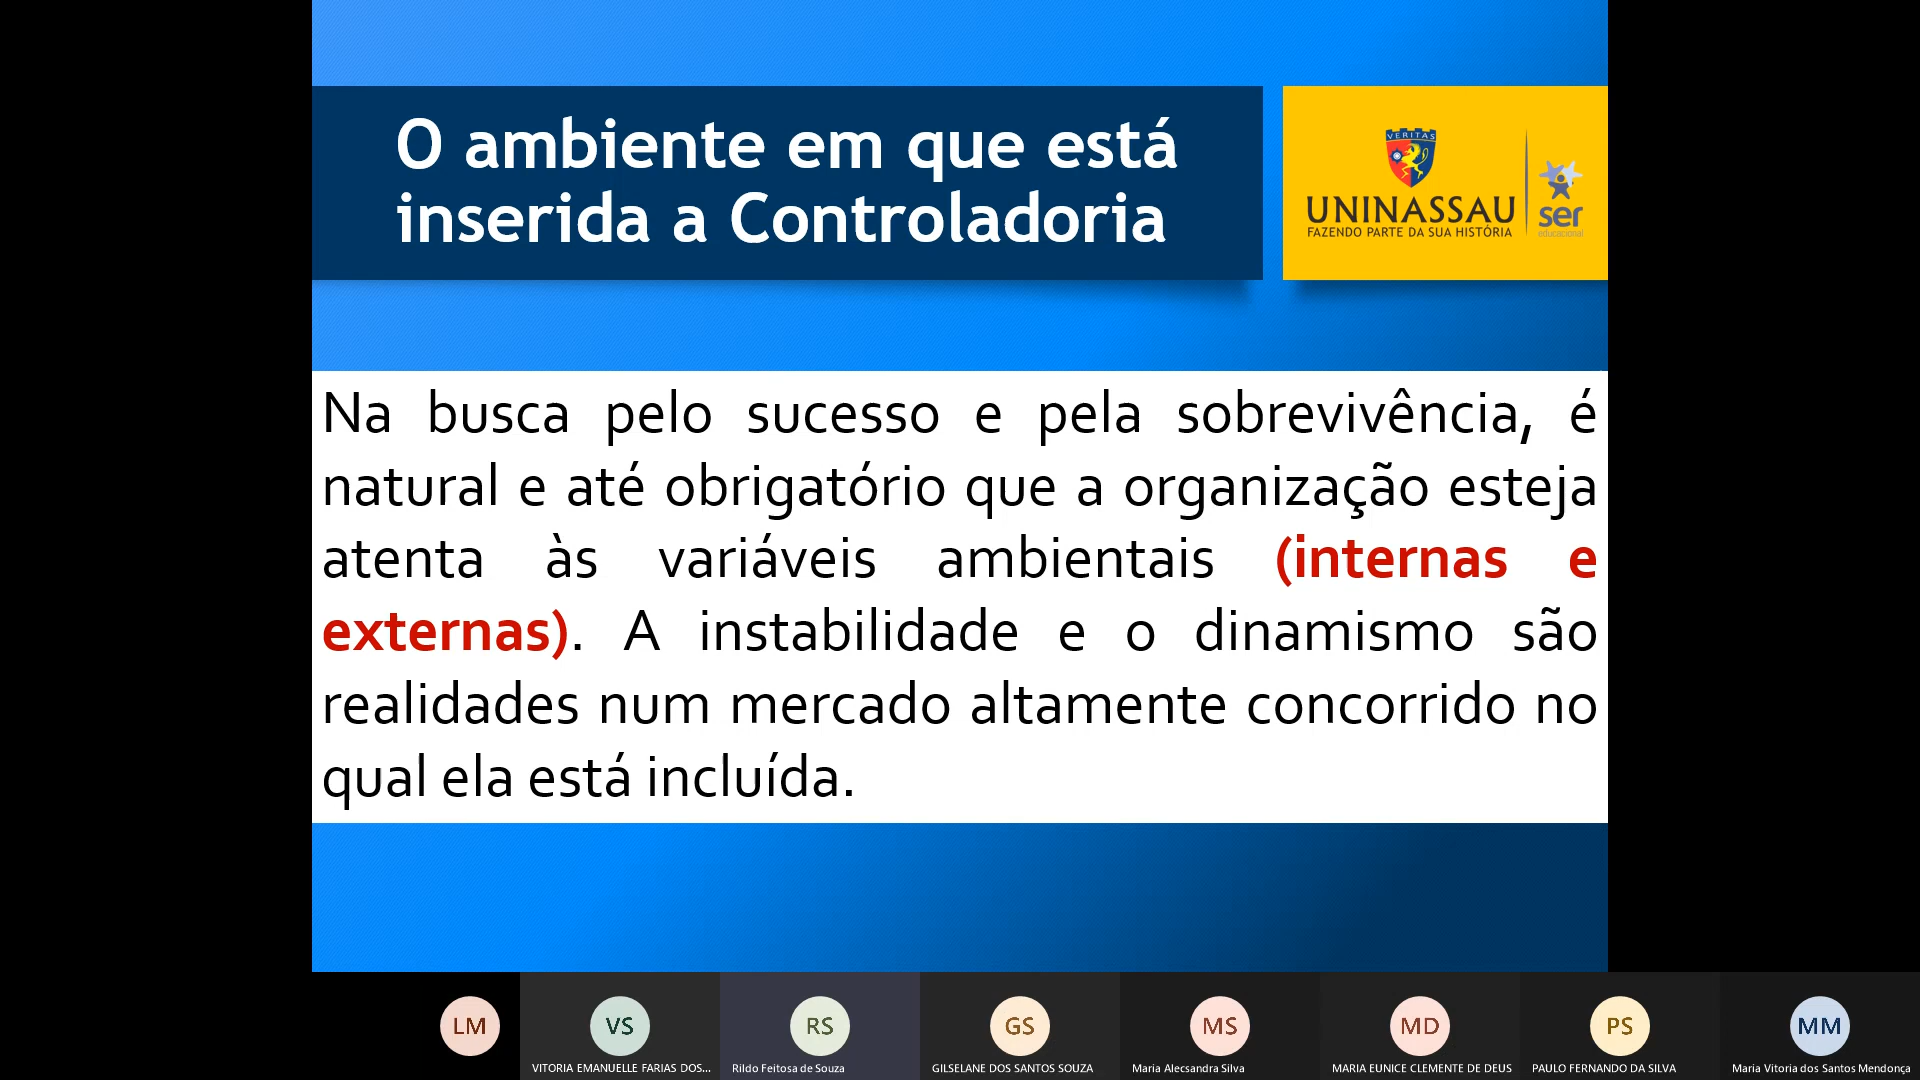 O ambiente em que está
inserida a Controladoria
VERITAS
UNINASSAU
FAZENDO PARTE DA SUA HISTÓRIA
ser
educacional
Na busca pelo sucesso e pela sobrevivência, é
natural e até obrigatório que a organização esteja
atenta às variáveis ambientais (internas e
externas). A instabilidade e o dinamismo são
realidades num mercado altamente concorrido no
qual ela está incluída.
LM
VS
RS
GS
MS
MD
PS
MM
VITORIA EMANUELLE FARIAS DOS...
Rildo Feitosa de Souza
GILSELANE DOS SANTOS SOUZA
Maria Alecsandra Silva
MARIA EUNICE CLEMENTE DE DEUS
PAULO FERNANDO DA SILVA
Maria Vitoria dos Santos Mendonça